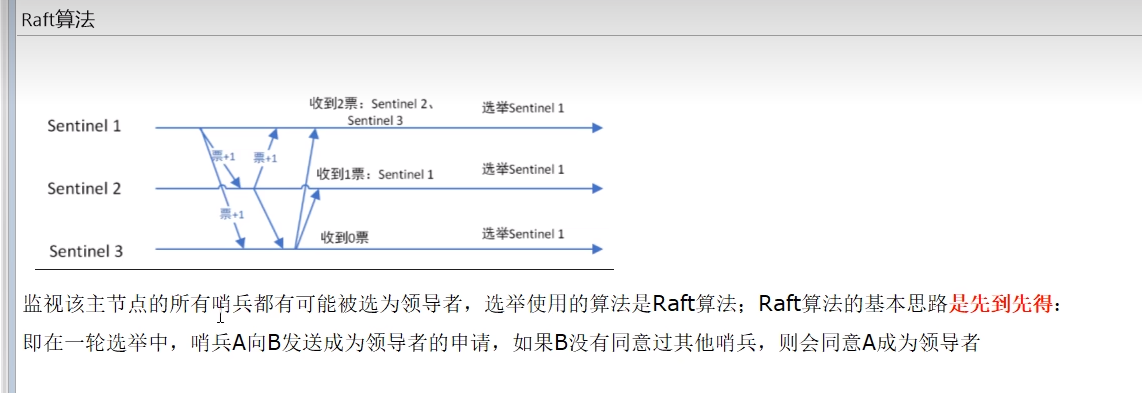 Raft算法
收到2票：Sentinel 2、
Sentinel 3
选举Sentinel 1
Sentinel 1
票+1
票+1
收到1票：Sentinel 1
选举Sentinel 1
Sentinel 2
票+1
收到0票
选举Sentinel 1
Sentinel 3
监视该主节点的所有哨兵都有可能被选为领导者，选举使用的算法是Raft算法；Raft算法的基本思路是先到先得：
即在一轮选举中，哨兵A向B发送成为领导者的申请，如果B没有同意过其他哨兵，则会同意A成为领导者